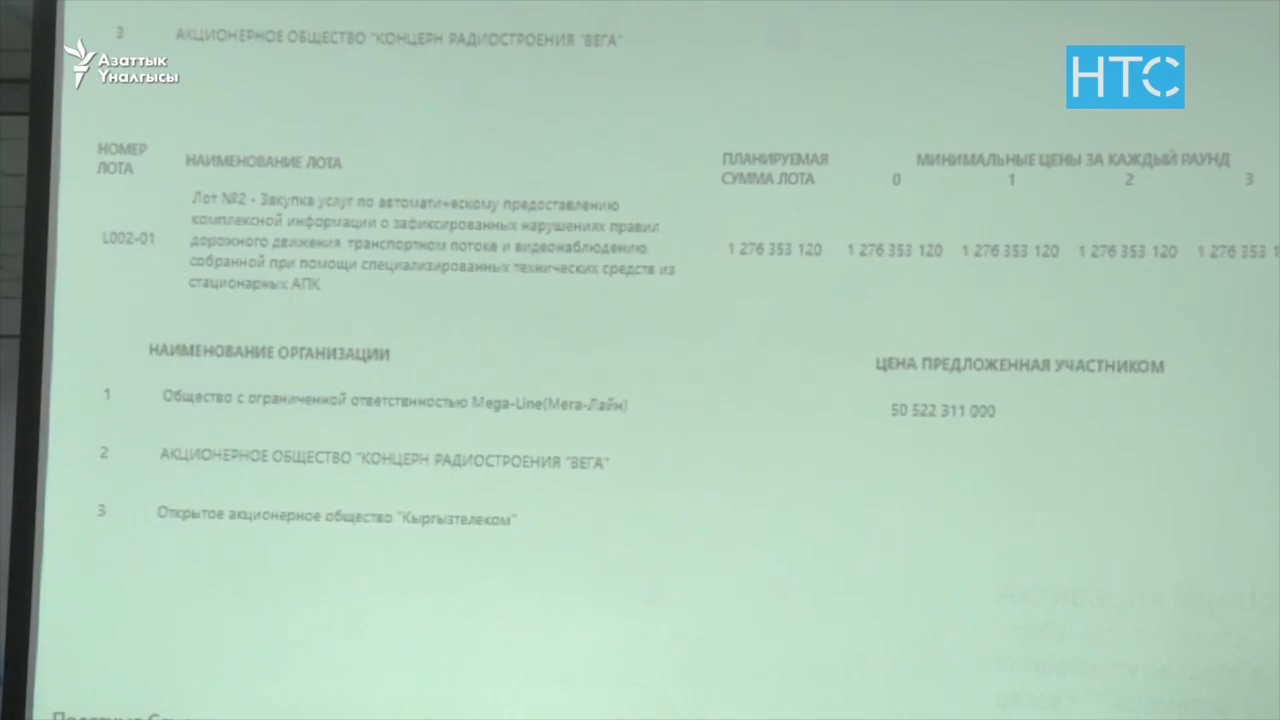 3 АКЦИОНЕРНОЕ ОБЩЕСТВО "КОНЦЕРН РАДИОСТРОЕНИЯ "ВЕГА"
Азаттык
Үналгысы
НТС
НОМЕР ЛОТА
НАИМЕНОВАНИЕ ЛОТА
ПЛАНИРУЕМАЯ СУММА ЛОТА
МИНИМАЛЬНЫЕ ЦЕНЫ ЗА КАЖДЫЙ РАУНД
0 1 2 3
L002-01
Лот №2 - Закупка услуг по автоматическому предоставлению
комплексной информации о зафиксированных нарушениях правил
дорожного движения, транспортном потоке и видеонаблюдению,
собранной при помощи специализированных технических средств из
стационарных АПК
1 276 353 120 1 276 353 120 1 276 353 120 1 276 353 120 1 276 353 1
НАИМЕНОВАНИЕ ОРГАНИЗАЦИИ
ЦЕНА ПРЕДЛОЖЕННАЯ УЧАСТНИКОМ
1 Общество с ограниченной ответственностью Mega-Line(Мега-Лайн) 50 522 311 000
2 АКЦИОНЕРНОЕ ОБЩЕСТВО "КОНЦЕРН РАДИОСТРОЕНИЯ "ВЕГА"
3 Открытое акционерное общество "Кыргызтелеком"